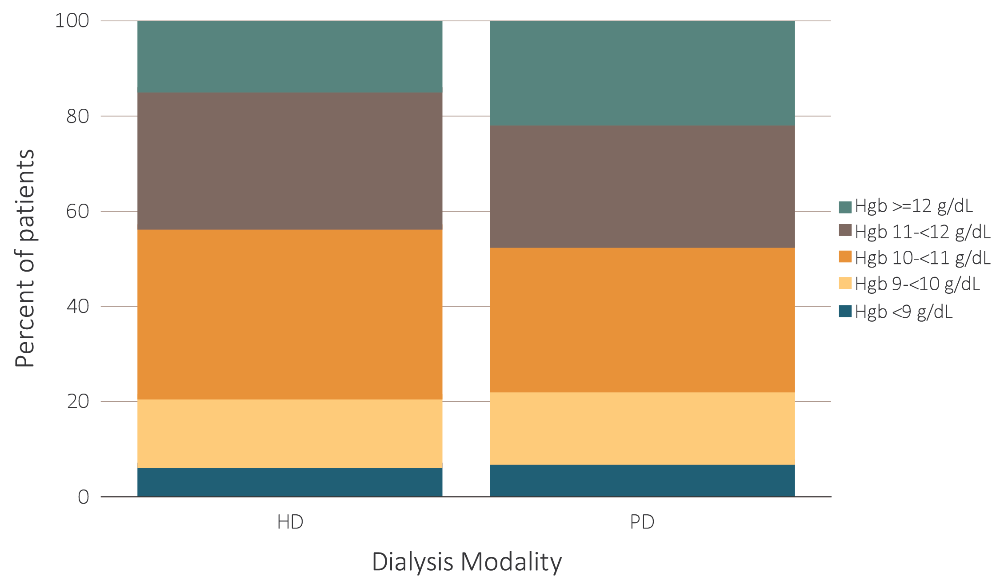 100
80
60
40
20
0
Percent of patients
HD
PD
Dialysis Modality
Hgb >=12 g/dL
Hgb 11-<12 g/dL
Hgb 10-<11 g/dL
Hgb 9-<10 g/dL
Hgb <9 g/dL